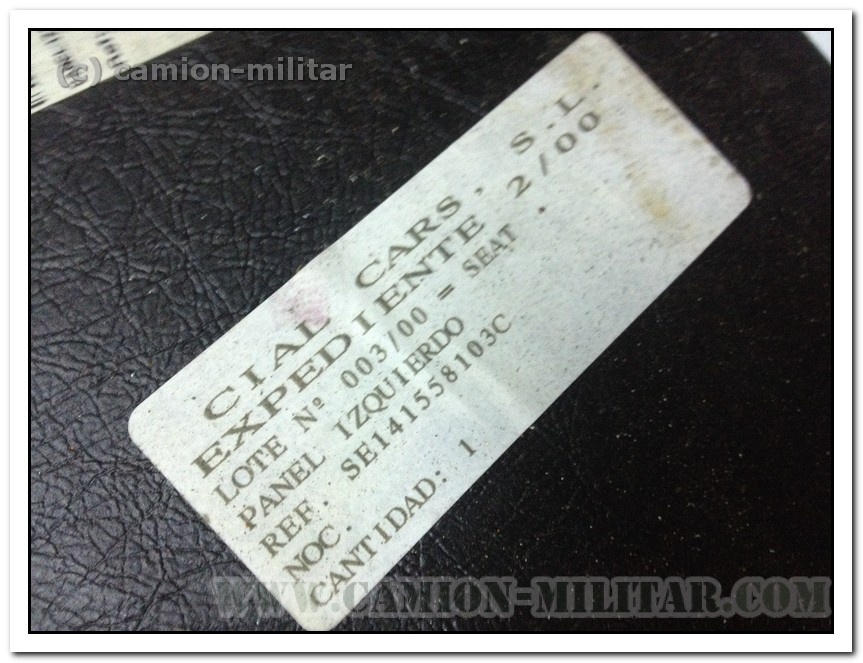 (c) camion-militar
CIAL CARS, S.L.
EXPEDIENTE 2/00
LOTE Nº 003/00 = SEAT .
PANEL IZQUIERDO
REF. SE141558103C
NOC.
CANTIDAD: 1
WWW.CAMION-MILITAR.COM